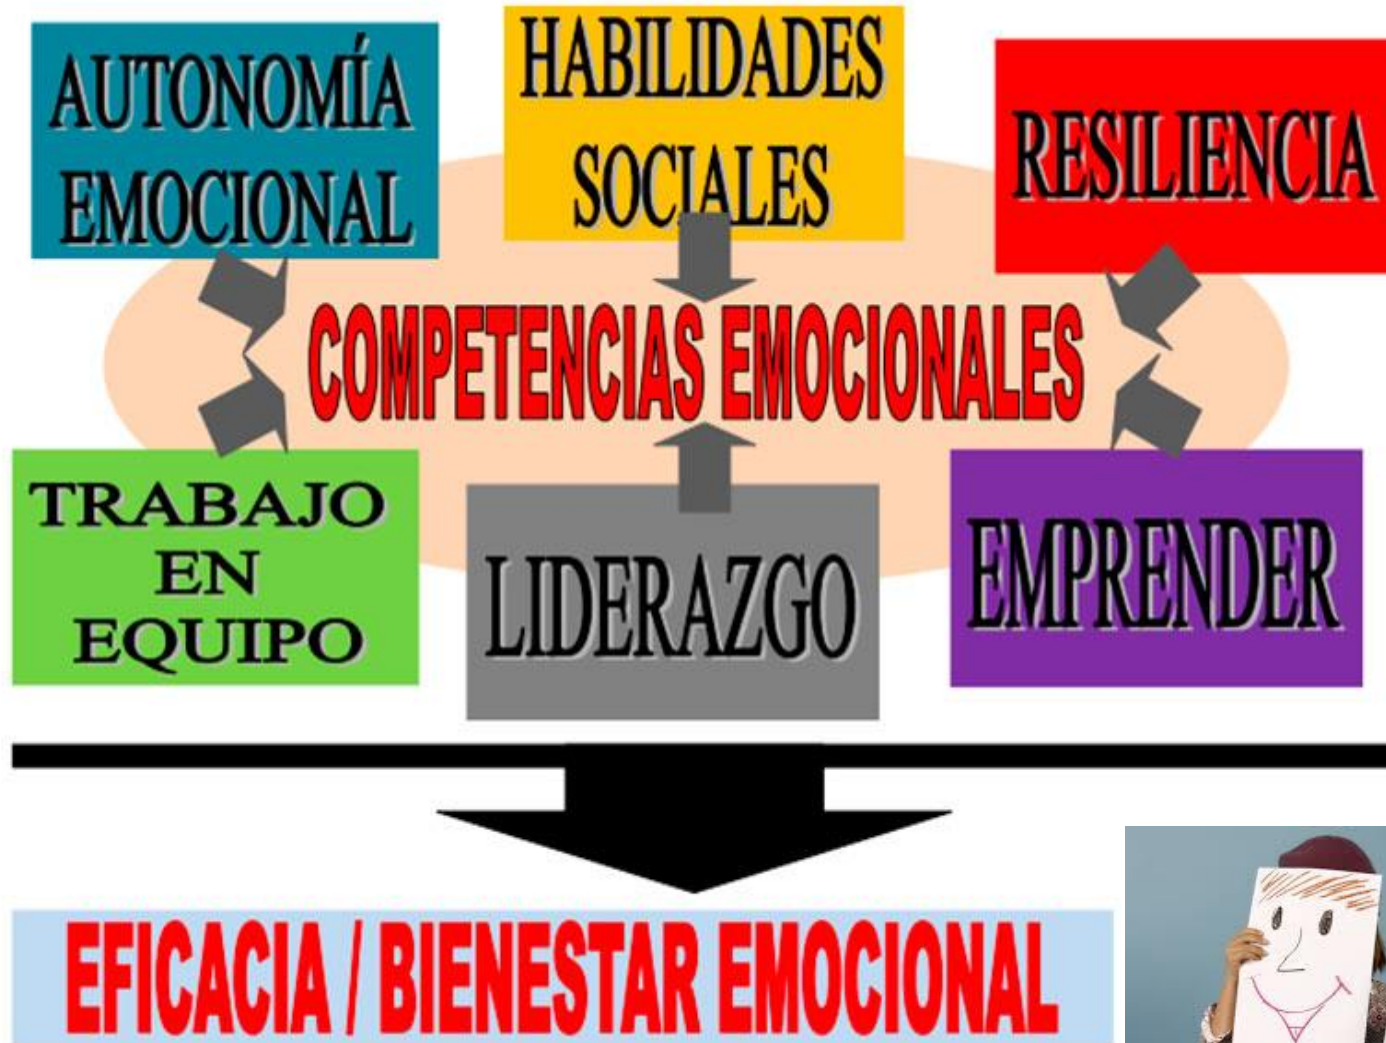 AUTONOMÍA
EMOCIONAL
HABILIDADES
SOCIALES
RESILIENCIA
COMPETENCIAS EMOCIONALES
TRABAJO
EN
EQUIPO
LIDERAZGO
EMPRENDER
EFICACIA / BIENESTAR EMOCIONAL